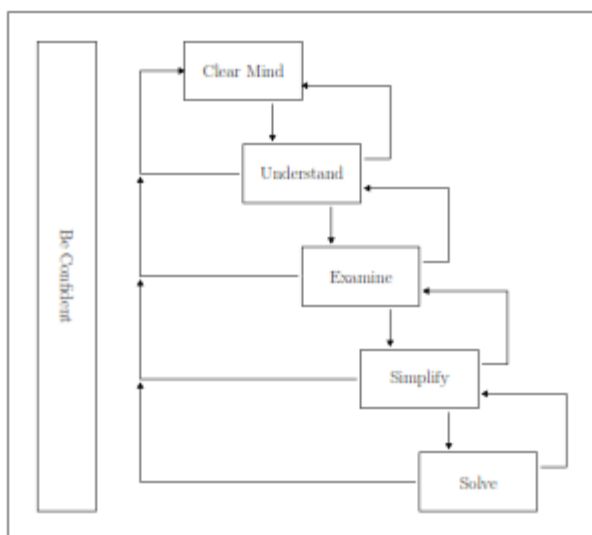 Clear Mind
Understand
Be Confident
Examine
Simplify
Solve